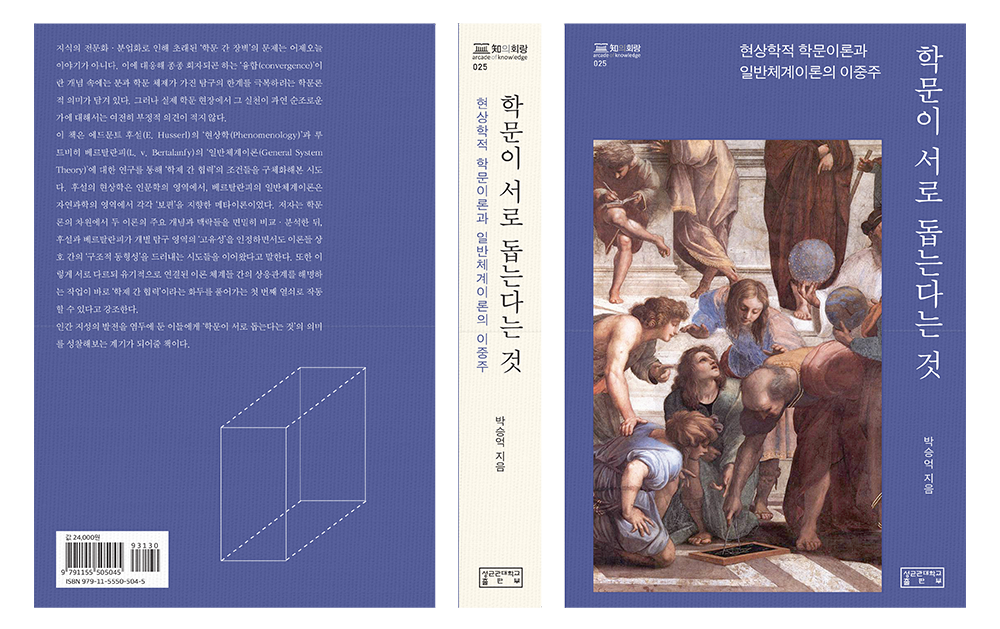 지식의 전문화 · 분업화로 인해 초래된 '학문 간 장벽'의 문제는 어제오늘
이야기가 아니다. 이에 대응해 종종 회자되곤 하는 '융합(convergence)'이
란 개념 속에는 분과 학문 체제가 가진 탐구의 한계를 극복하려는 학문론
적 의미가 담겨 있다. 그러나 실제 학문 현장에서 그 실천이 과연 순조로운
가에 대해서는 여전히 부정적 의견이 적지 않다.
이 책은 에드문트 후설(E. Husserl)의 '현상학(Phenomenology)'과 루
트비히 베르탈란피(L. v. Bertalanfy)의 '일반체계이론(General System
Theory)'에 대한 연구를 통해 '학제 간 협력'의 조건들을 구체화해본 시도
다. 후설의 현상학은 인문학의 영역에서, 베르탈란피의 일반체계이론은
자연과학의 영역에서 각각 '보편'을 지향한 메타이론이었다. 저자는 학문
론의 차원에서 두 이론의 주요 개념과 맥락들을 면밀히 비교 · 분석한 뒤,
후설과 베르탈란피가 개별 탐구 영역의 '고유성'을 인정하면서도 이론들 상
호 간의 '구조적 동형성'을 드러내는 시도들을 이어왔다고 말한다. 또한 이
렇게 서로 다르되 유기적으로 연결된 이론 체계들 간의 상응관계를 해명하
는 작업이 바로 '학제 간 협력'이라는 화두를 풀어가는 첫 번째 열쇠로 작동
할 수 있다고 강조한다.
인간 지성의 발전을 염두에 둔 이들에게 '학문이 서로 돕는다는 것'의 의미
를 성찰해보는 계기가 되어줄 책이다.
값 24,000원
93130
9 791155 505045
ISBN 979-11-5550-504-5
知의회랑
arcade of knowledge
025
학문이 서로 돕는다는 것
현상학적 학문이론과 일반체계이론의 이중주
박승억 지음
성균관대학교
출판부
知의회랑
arcade of knowledge
025
현상학적 학문이론과
일반체계이론의 이중주
학문이 서로 돕는다는 것
박승억 지음
성균관대학교
출판부